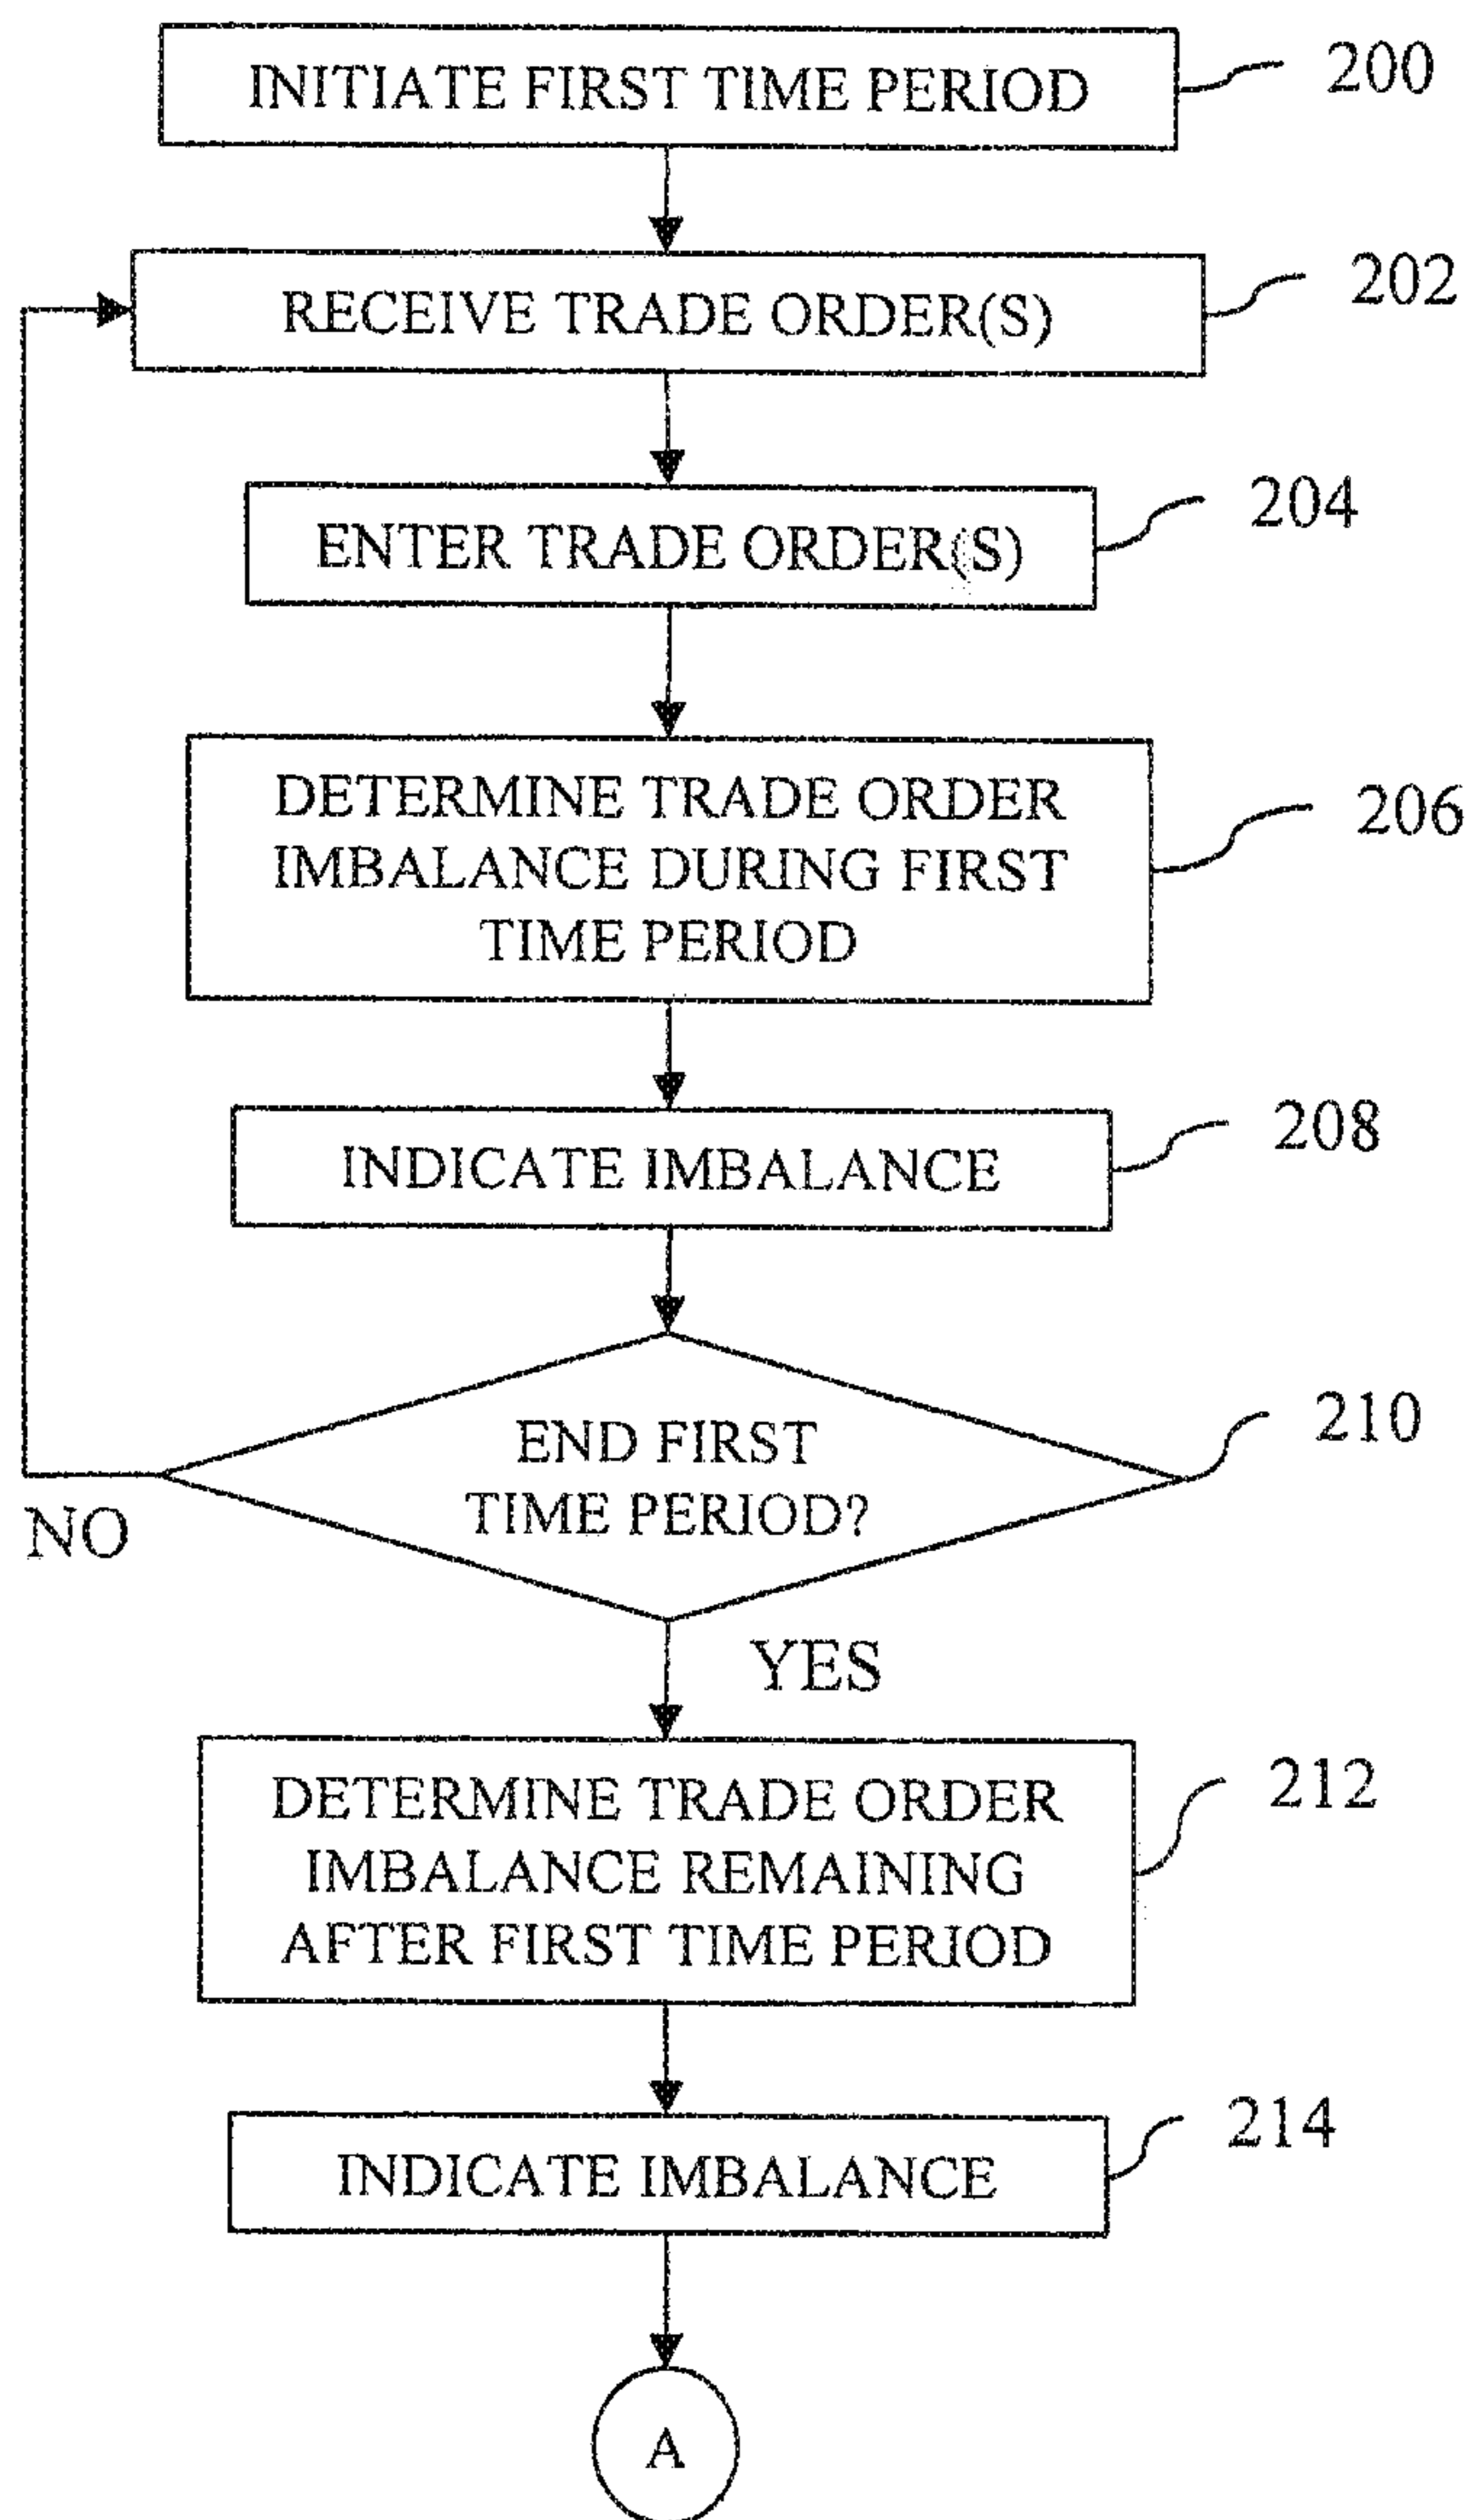 INITIATE FIRST TIME PERIOD
200
RECEIVE TRADE ORDER(S)
202
ENTER TRADE ORDER(S)
204
DETERMINE TRADE ORDER
IMBALANCE DURING FIRST
TIME PERIOD
206
INDICATE IMBALANCE
208
END FIRST
TIME PERIOD?
210
NO
YES
DETERMINE TRADE ORDER
IMBALANCE REMAINING
AFTER FIRST TIME PERIOD
212
INDICATE IMBALANCE
214
A